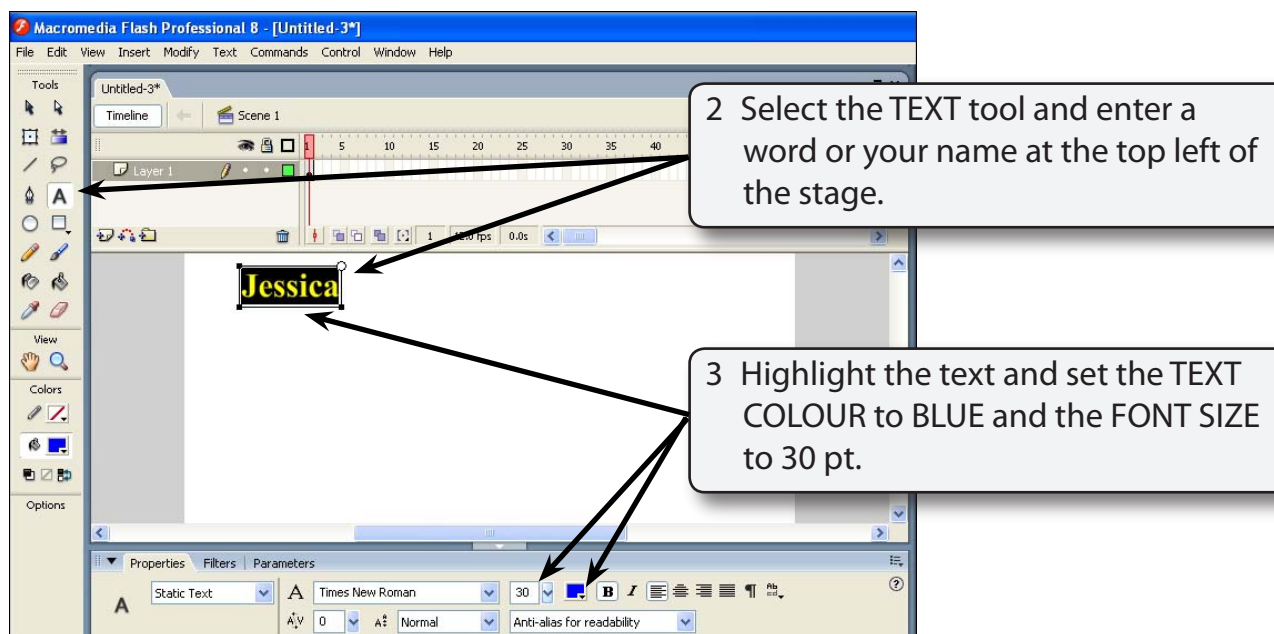 Macromedia Flash Professional 8 - [Untitled-3*]
File Edit View Insert Modify Text Commands Control Window Help
Tools
Untitled-3*
Timeline Scene 1
1 5 10 15 20 25 30 35 40
Layer 1
1 12.0 fps 0.0s
2 Select the TEXT tool and enter a
word or your name at the top left of
the stage.
Jessica
View
Colors
Options
3 Highlight the text and set the TEXT
COLOUR to BLUE and the FONT SIZE
to 30 pt.
Properties Filters Parameters
A Static Text A Times New Roman 30 B I
A|V 0 Normal Anti-alias for readability